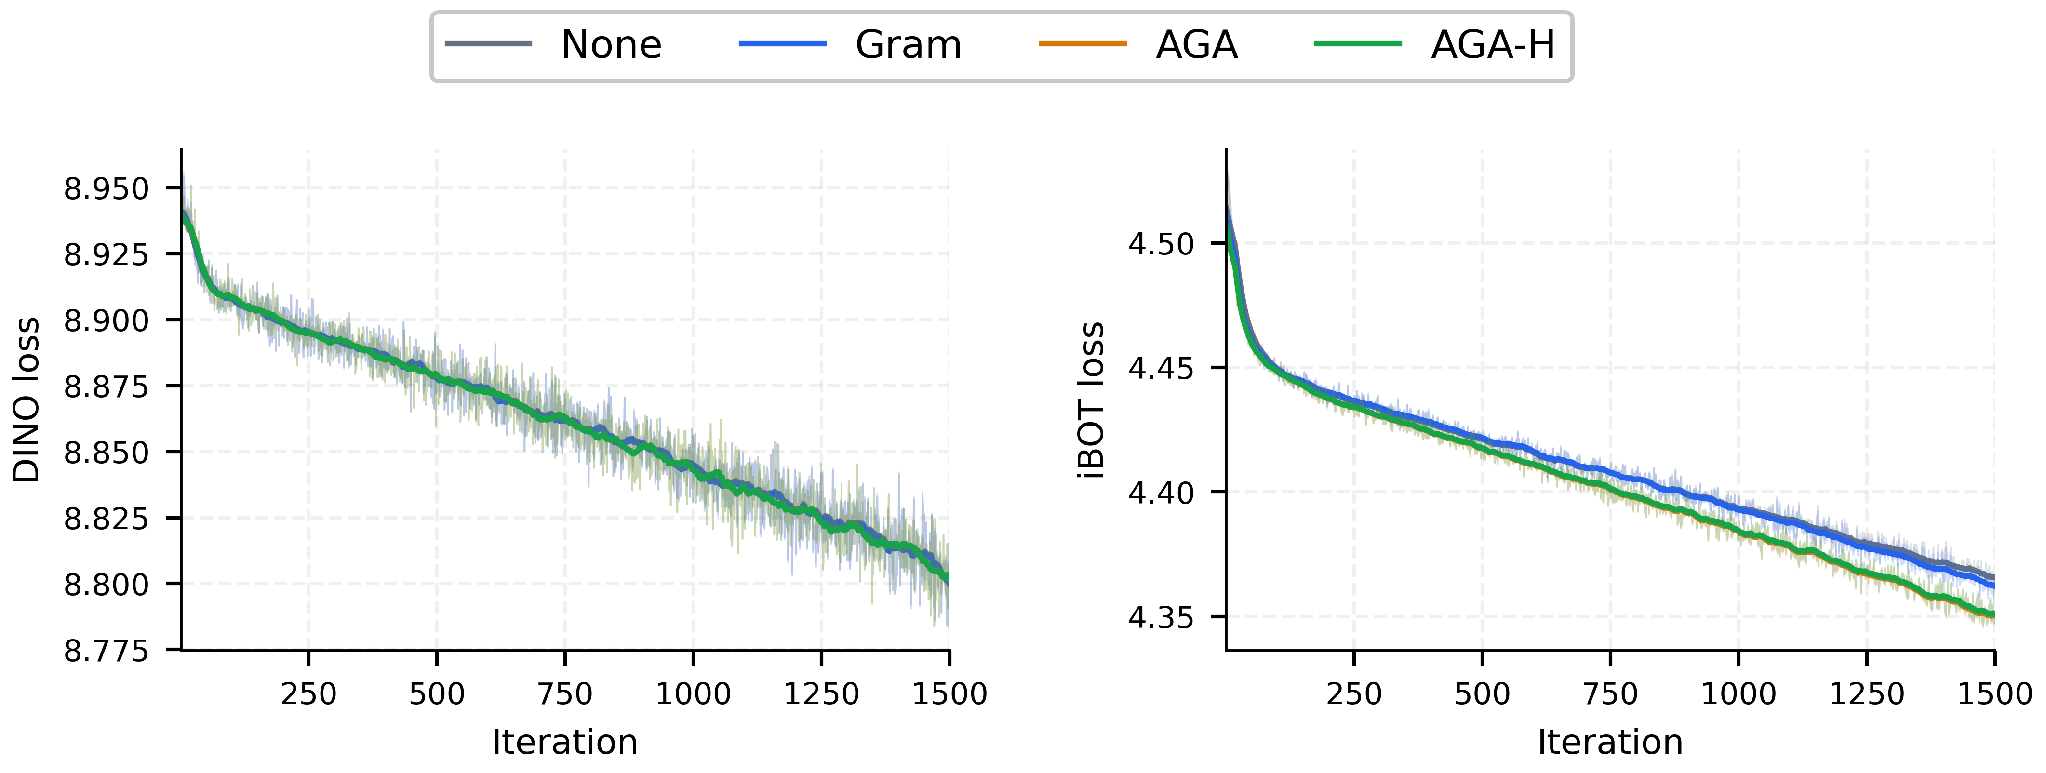 None Gram AGA AGA-H
DINO loss
8.950
8.925
8.900
8.875
8.850
8.825
8.800
8.775
250 500 750 1000 1250 1500
Iteration
iBOT loss
4.50
4.45
4.40
4.35
250 500 750 1000 1250 1500
Iteration